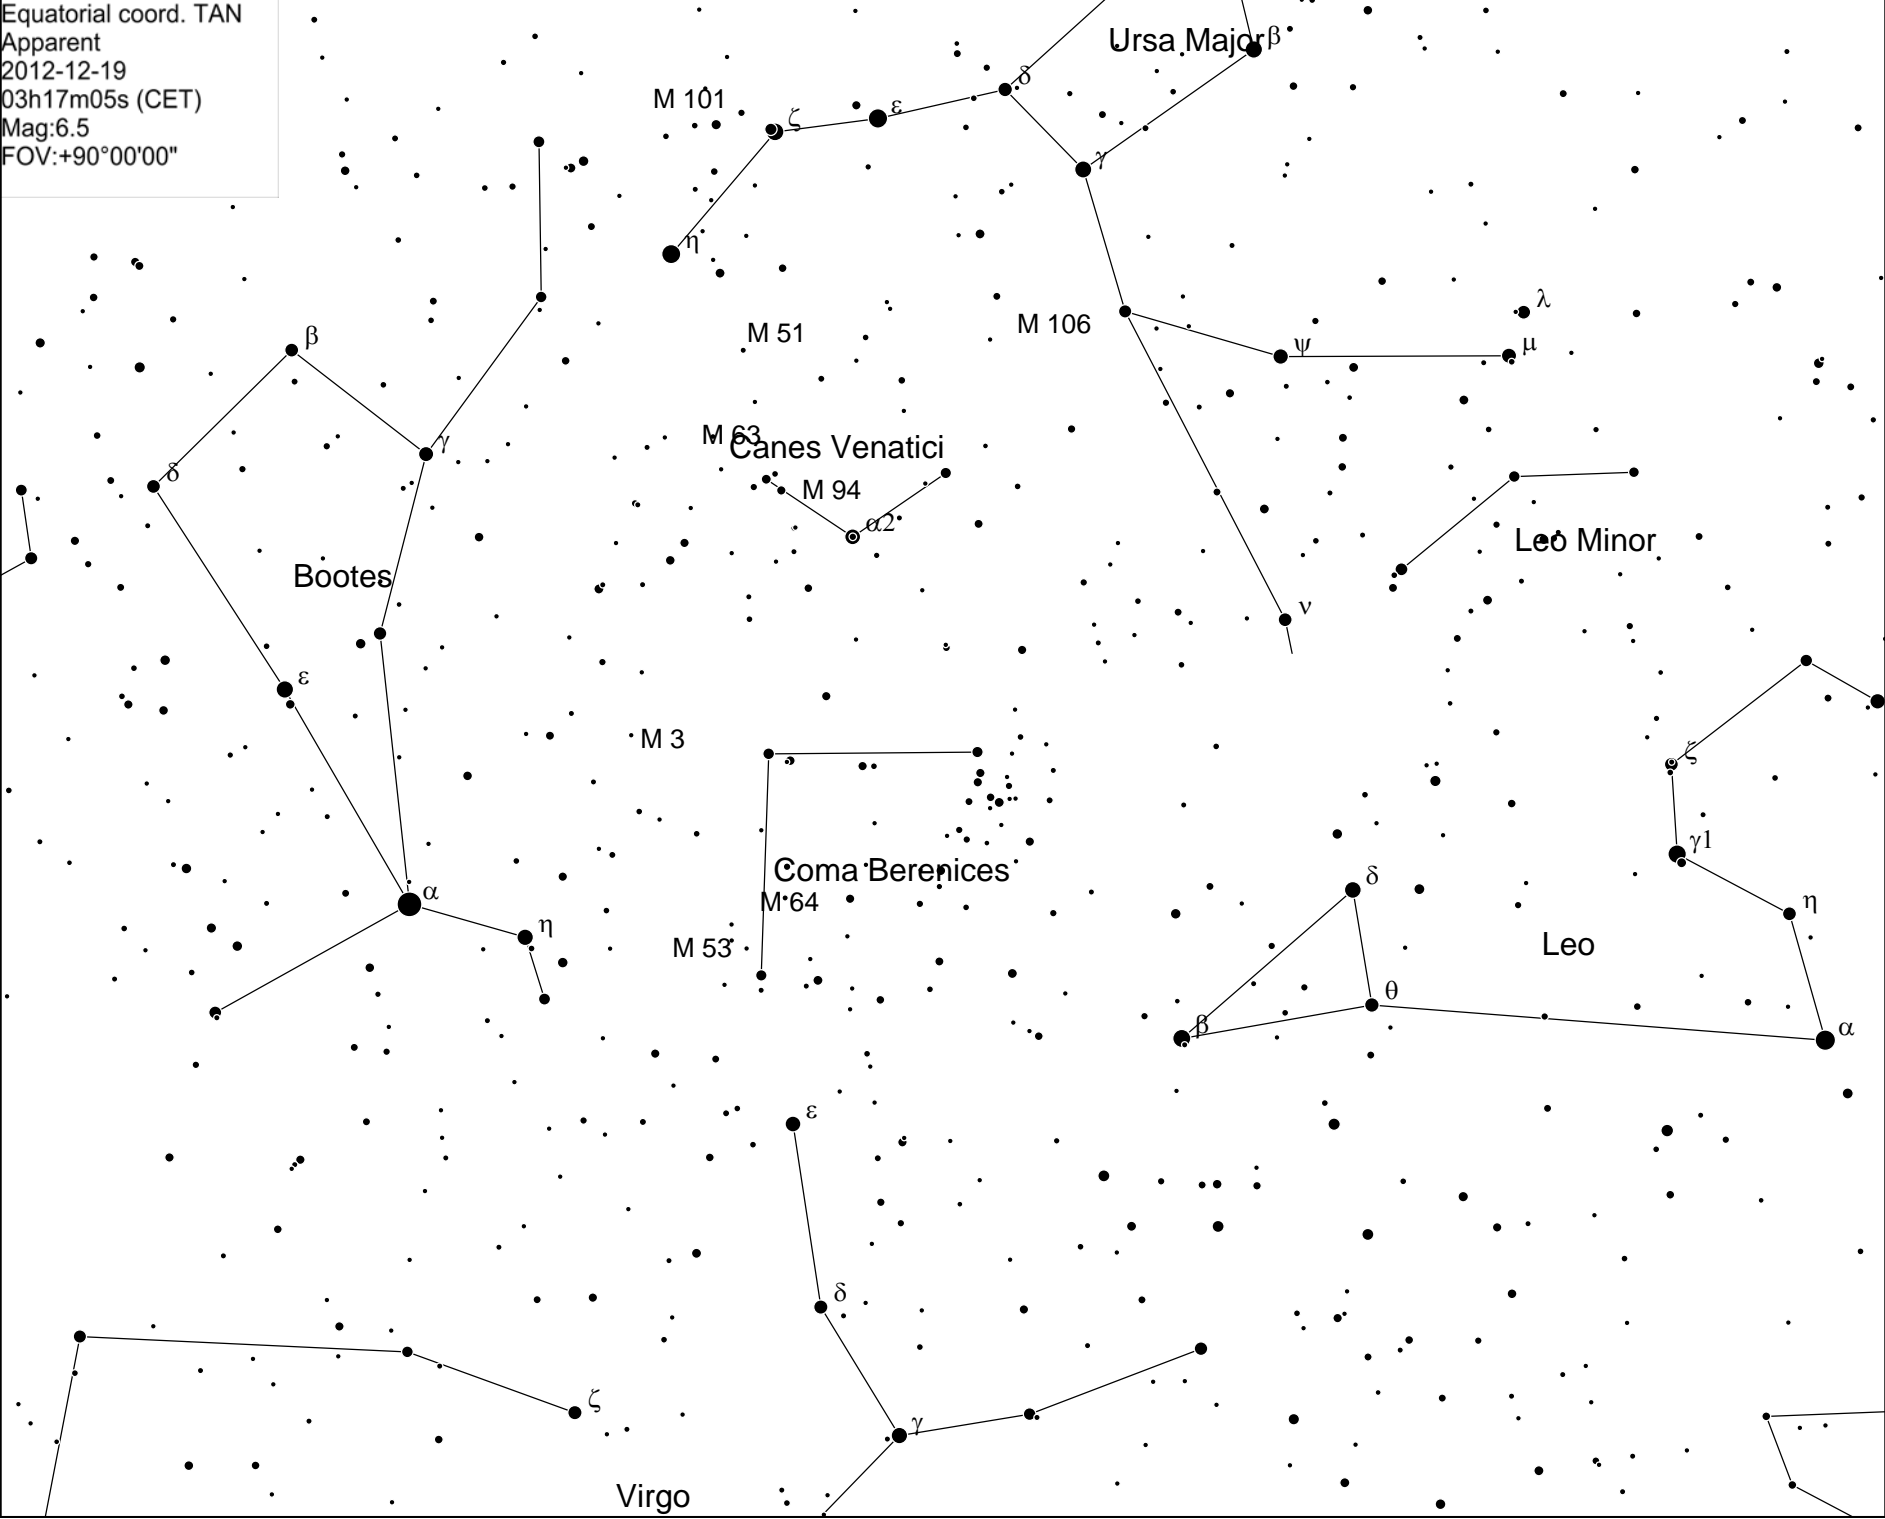 Equatorial coord. TAN
Apparent
2012-12-19
03h17m05s (CET)
Mag:6.5
FOV:+90°00'00"
Ursa Major β
δ
M 101
ζ
ε
γ
η
λ
M 51
M 106
β
ψ
μ
M 63
Canes Venatici
γ
δ
M 94
α2
Leo Minor
Bootes
ν
ε
M 3
ζ
γ1
Coma Berenices
δ
α
M 64
η
η
M 53
Leo
θ
β
α
ε
δ
ζ
γ
Virgo